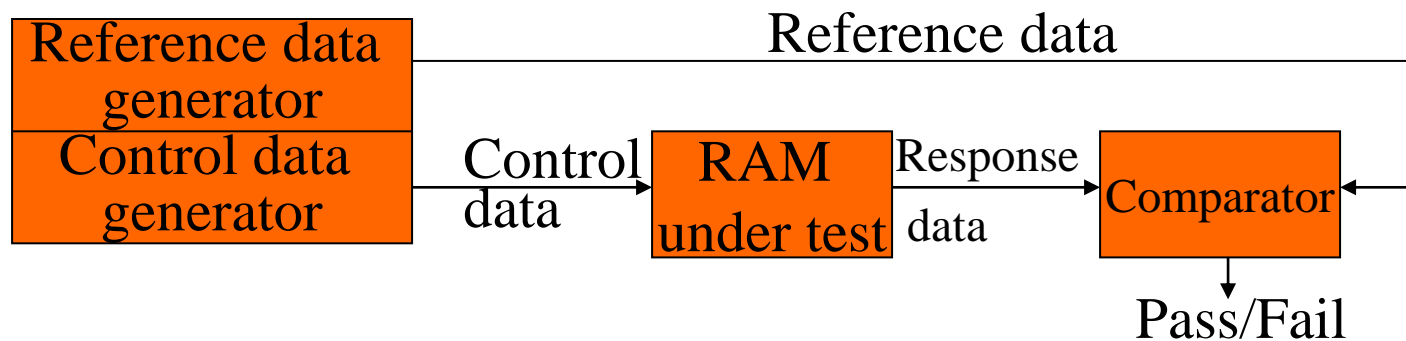 Reference data
generator
Control data
generator
Reference data
Control
data
RAM
under test
Response
data
Comparator
Pass/Fail